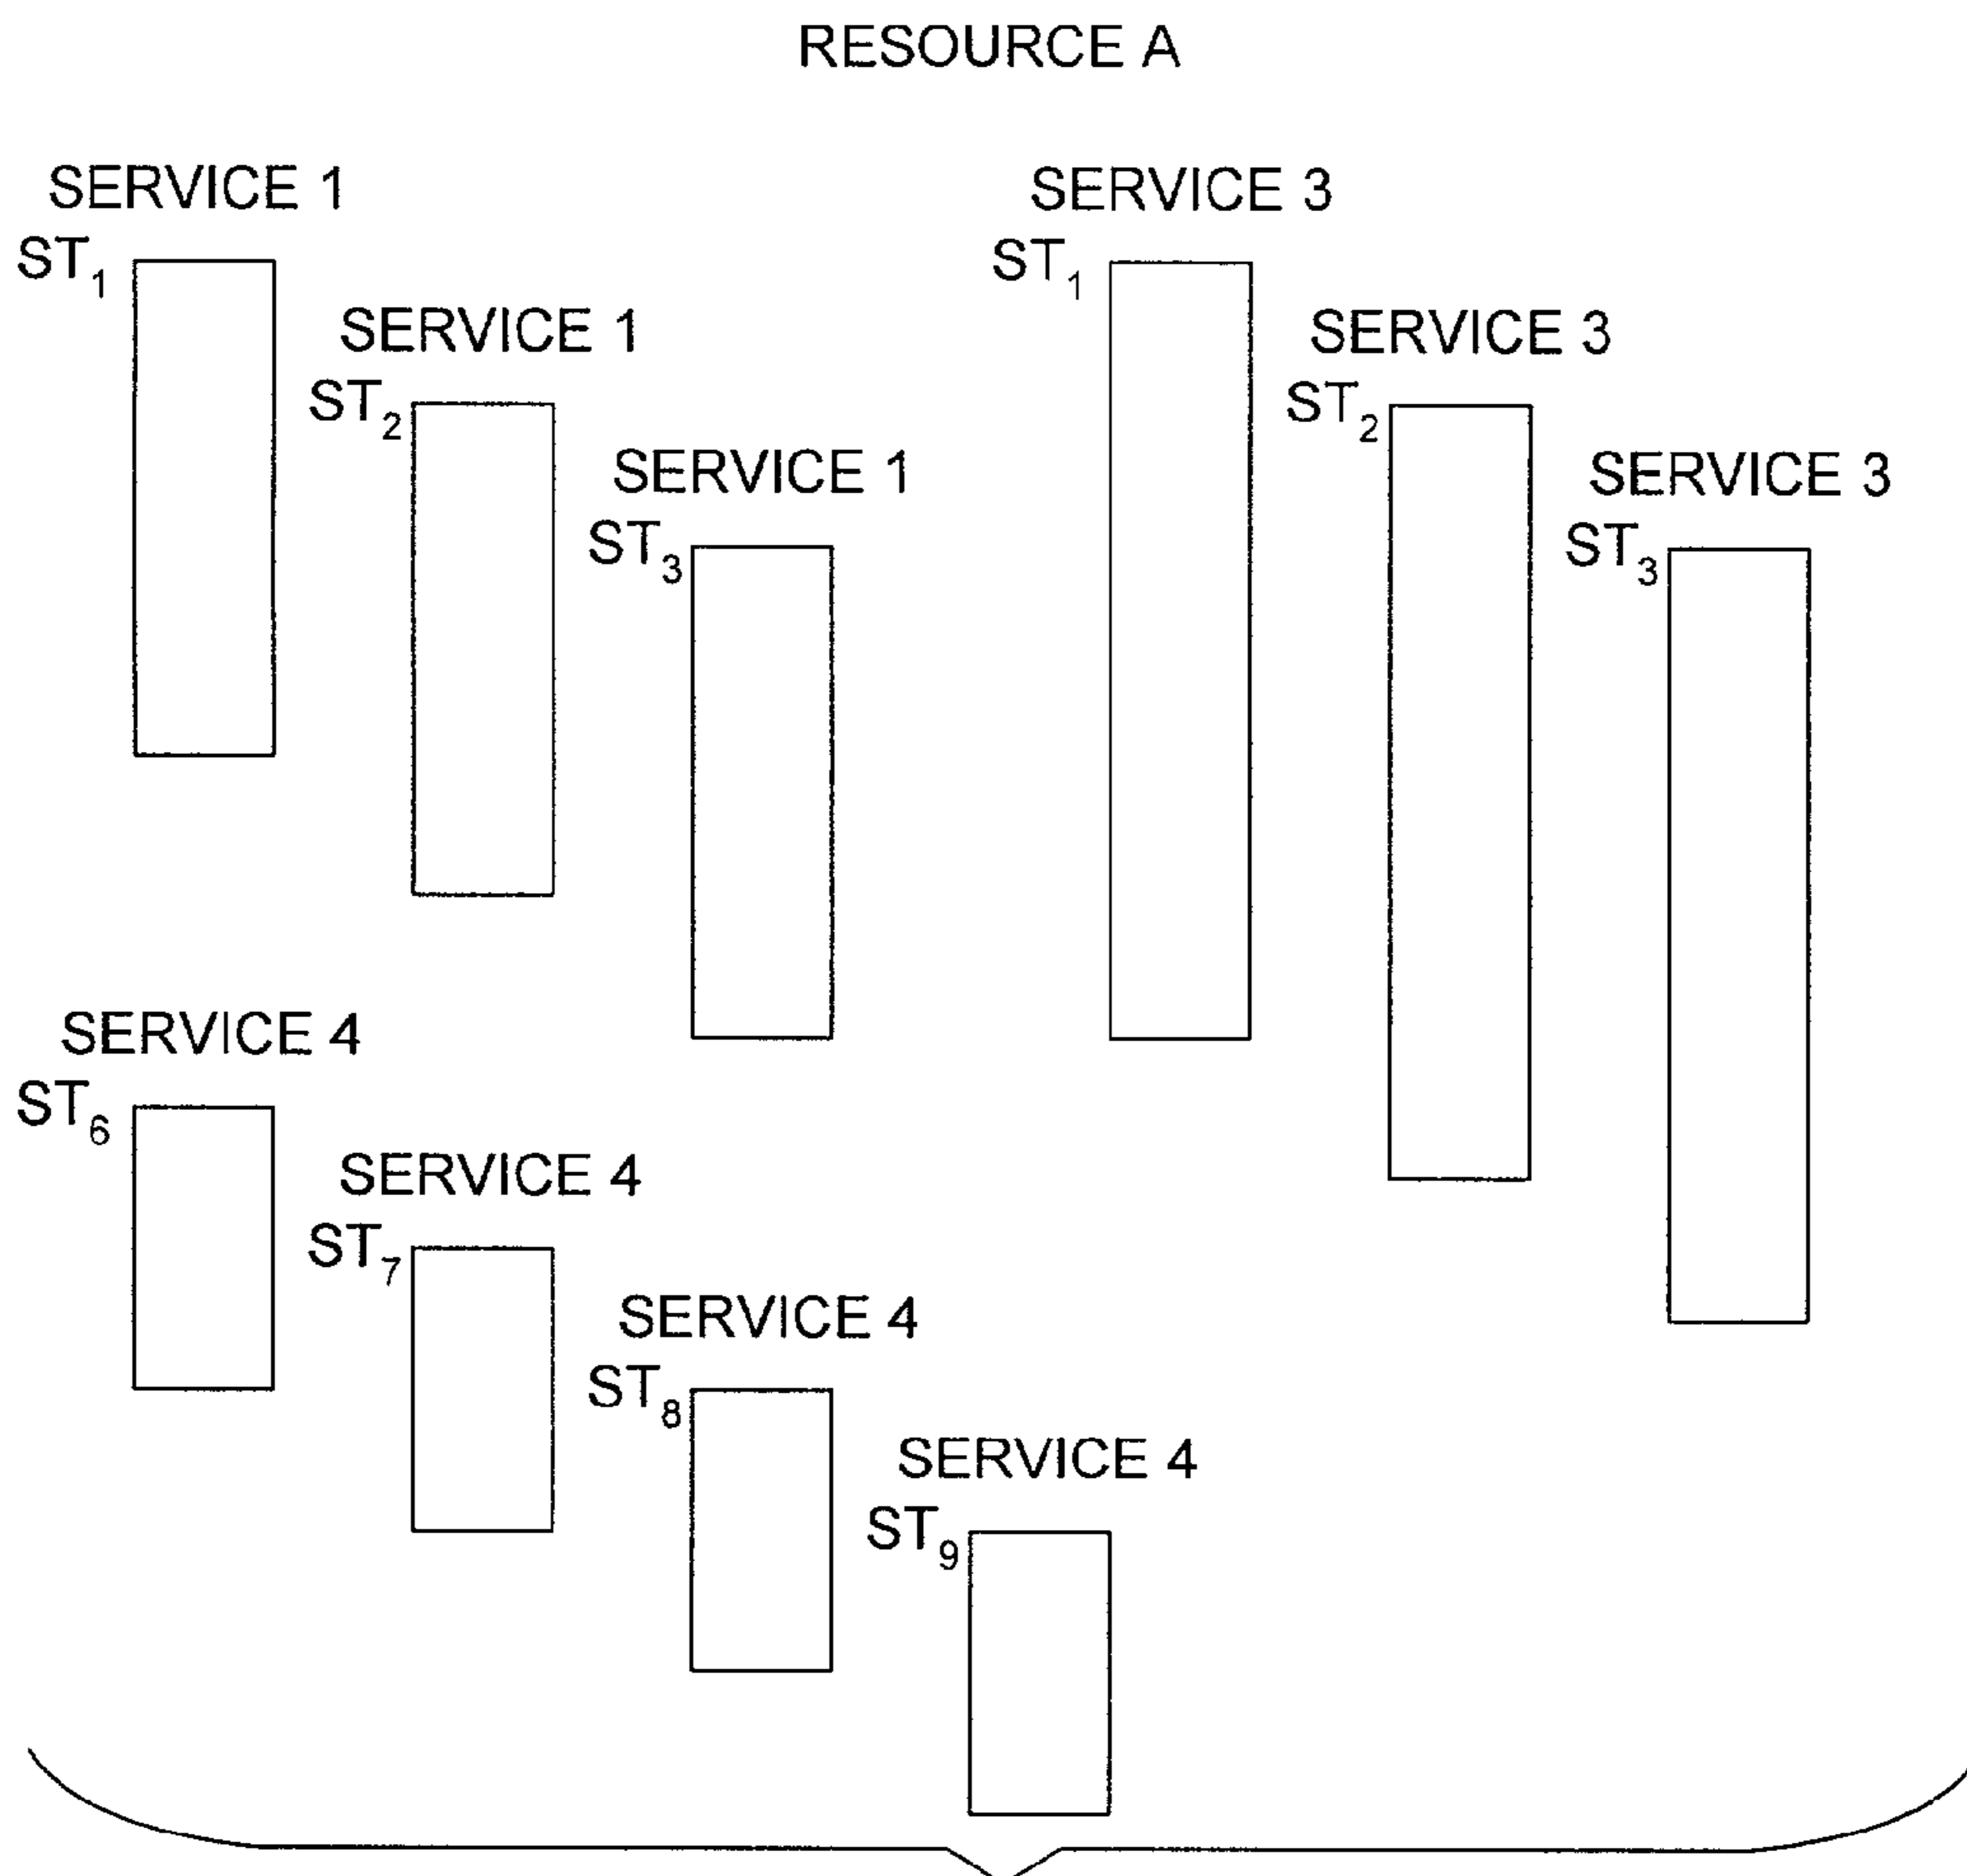 RESOURCE A
SERVICE 1
ST₁
SERVICE 1
ST₂
SERVICE 1
ST₃
SERVICE 3
ST₁
SERVICE 3
ST₂
SERVICE 3
ST₃
SERVICE 4
ST₆
SERVICE 4
ST₇
SERVICE 4
ST₈
SERVICE 4
ST₉